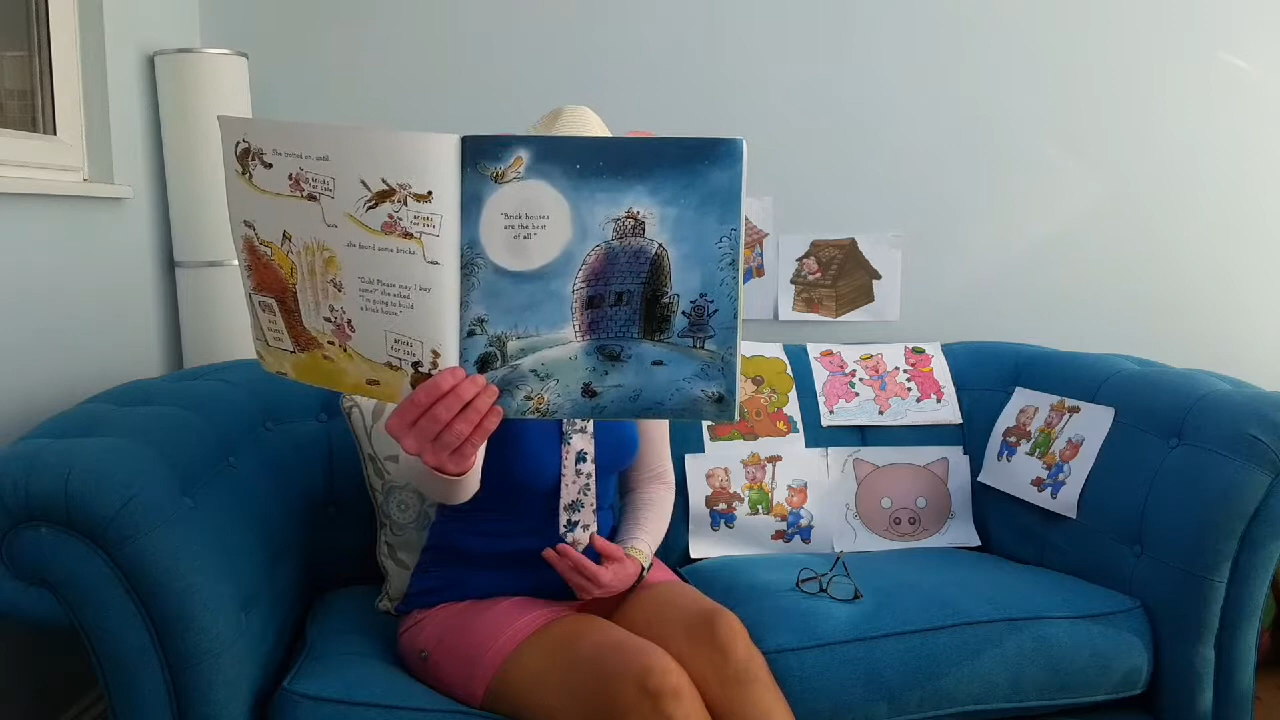 She trotted on, until...
bricks
for sale
bricks
for sale
...she found some bricks.
"Ooh! Please may I buy
some?" she asked.
"I'm going to build
a brick house."
bricks
for sale
"Brick houses
are the best
of all."